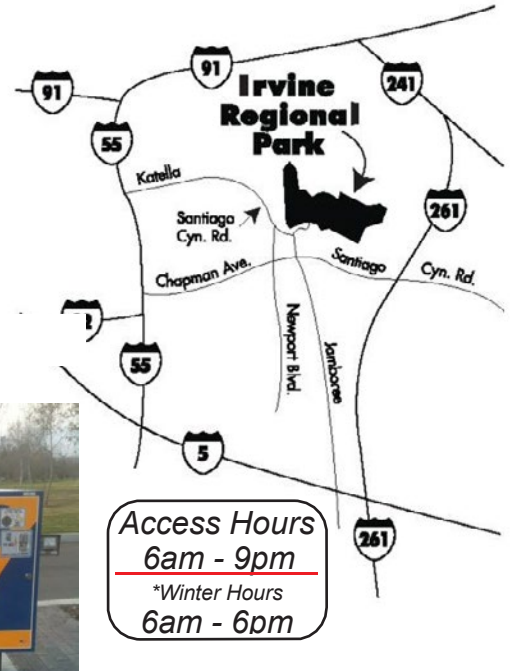 91
91
Irvine
Regional
Park
241
55
Katella
261
Santiago
Cyn. Rd.
Santiago
Cyn. Rd.
Chapman Ave.
Newport Blvd.
Jamboree
55
5
261
Access Hours
6am - 9pm
*Winter Hours
6am - 6pm